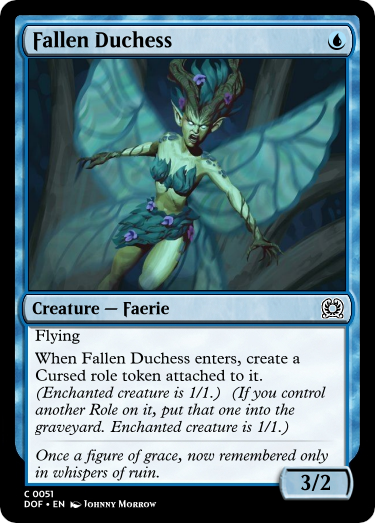 Fallen Duchess
Creature — Faerie
Flying
When Fallen Duchess enters, create a
Cursed role token attached to it.
(Enchanted creature is 1/1.) (If you control
another Role on it, put that one into the
graveyard. Enchanted creature is 1/1.)
Once a figure of grace, now remembered only
in whispers of ruin.
3/2
C 0051
DOF • EN Johnny Morrow